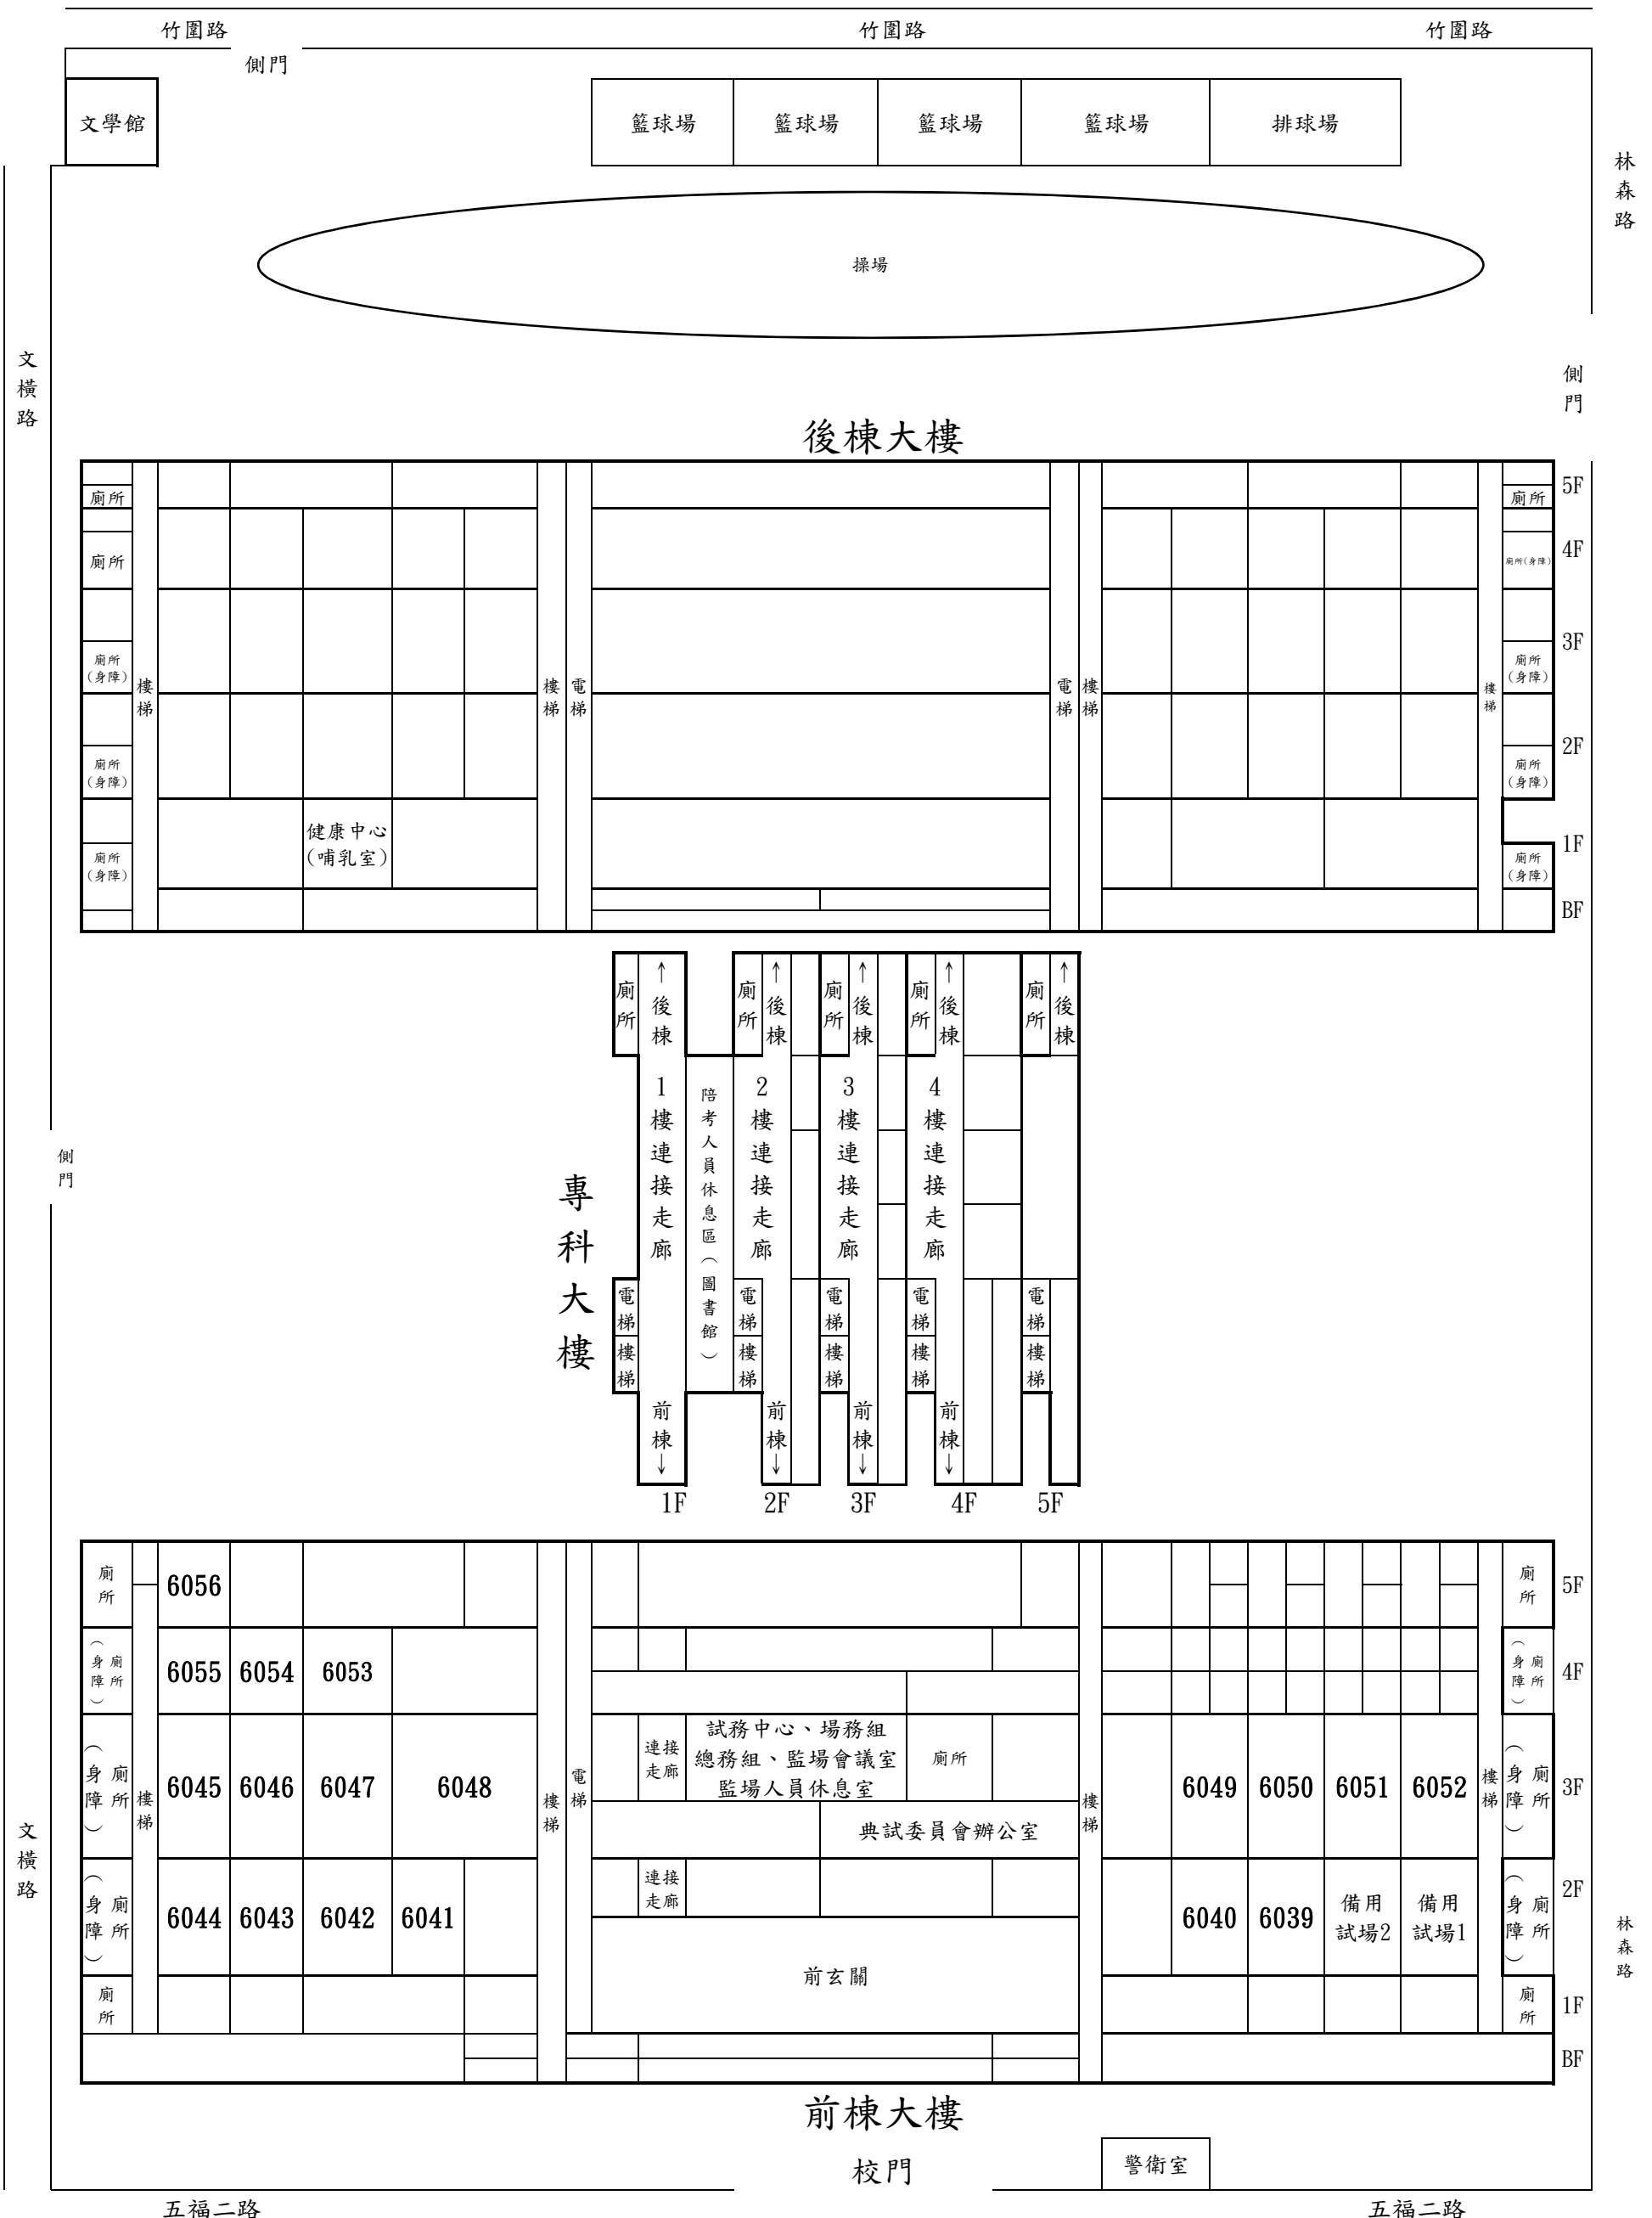 竹圍路 竹圍路 竹圍路
側門
文學館 籃球場 籃球場 籃球場 籃球場 排球場
林森路
操場
文橫路
側門
後棟大樓
5F
廁所 廁所
4F
廁所 廁所(身障)
3F
廁所 廁所
(身障) (身障)
樓梯 樓梯 電梯 電梯 樓梯 樓梯
2F
廁所 廁所
(身障) (身障)
健康中心
(哺乳室)
1F
廁所 廁所
(身障) (身障)
BF
廁所 ↑後棟 廁所 ↑後棟 廁所 ↑後棟 廁所 ↑後棟 廁所 ↑後棟
1樓連接走廊 陪考人員休息區(圖書館) 2樓連接走廊 3樓連接走廊 4樓連接走廊
側門
專科大樓
電梯 電梯 電梯 電梯 電梯
樓梯 樓梯 樓梯 樓梯 樓梯
前棟↓ 前棟↓ 前棟↓ 前棟↓
1F 2F 3F 4F 5F
廁所 6056 廁所 5F
廁所(身障) 6055 6054 6053 廁所(身障) 4F
連接
走廊
試務中心、場務組
總務組、監場會議室
監場人員休息室
廁所
廁所(身障) 樓梯 6045 6046 6047 6048 樓梯 電梯 樓梯 6049 6050 6051 6052 樓梯 廁所(身障) 3F
典試委員會辦公室
文橫路
連接
走廊
廁所(身障) 6044 6043 6042 6041 6040 6039 備用
試場2 備用
試場1 廁所(身障) 2F
林森路
前玄關
廁所 廁所 1F
BF
前棟大樓
校門 警衛室
五福二路 五福二路